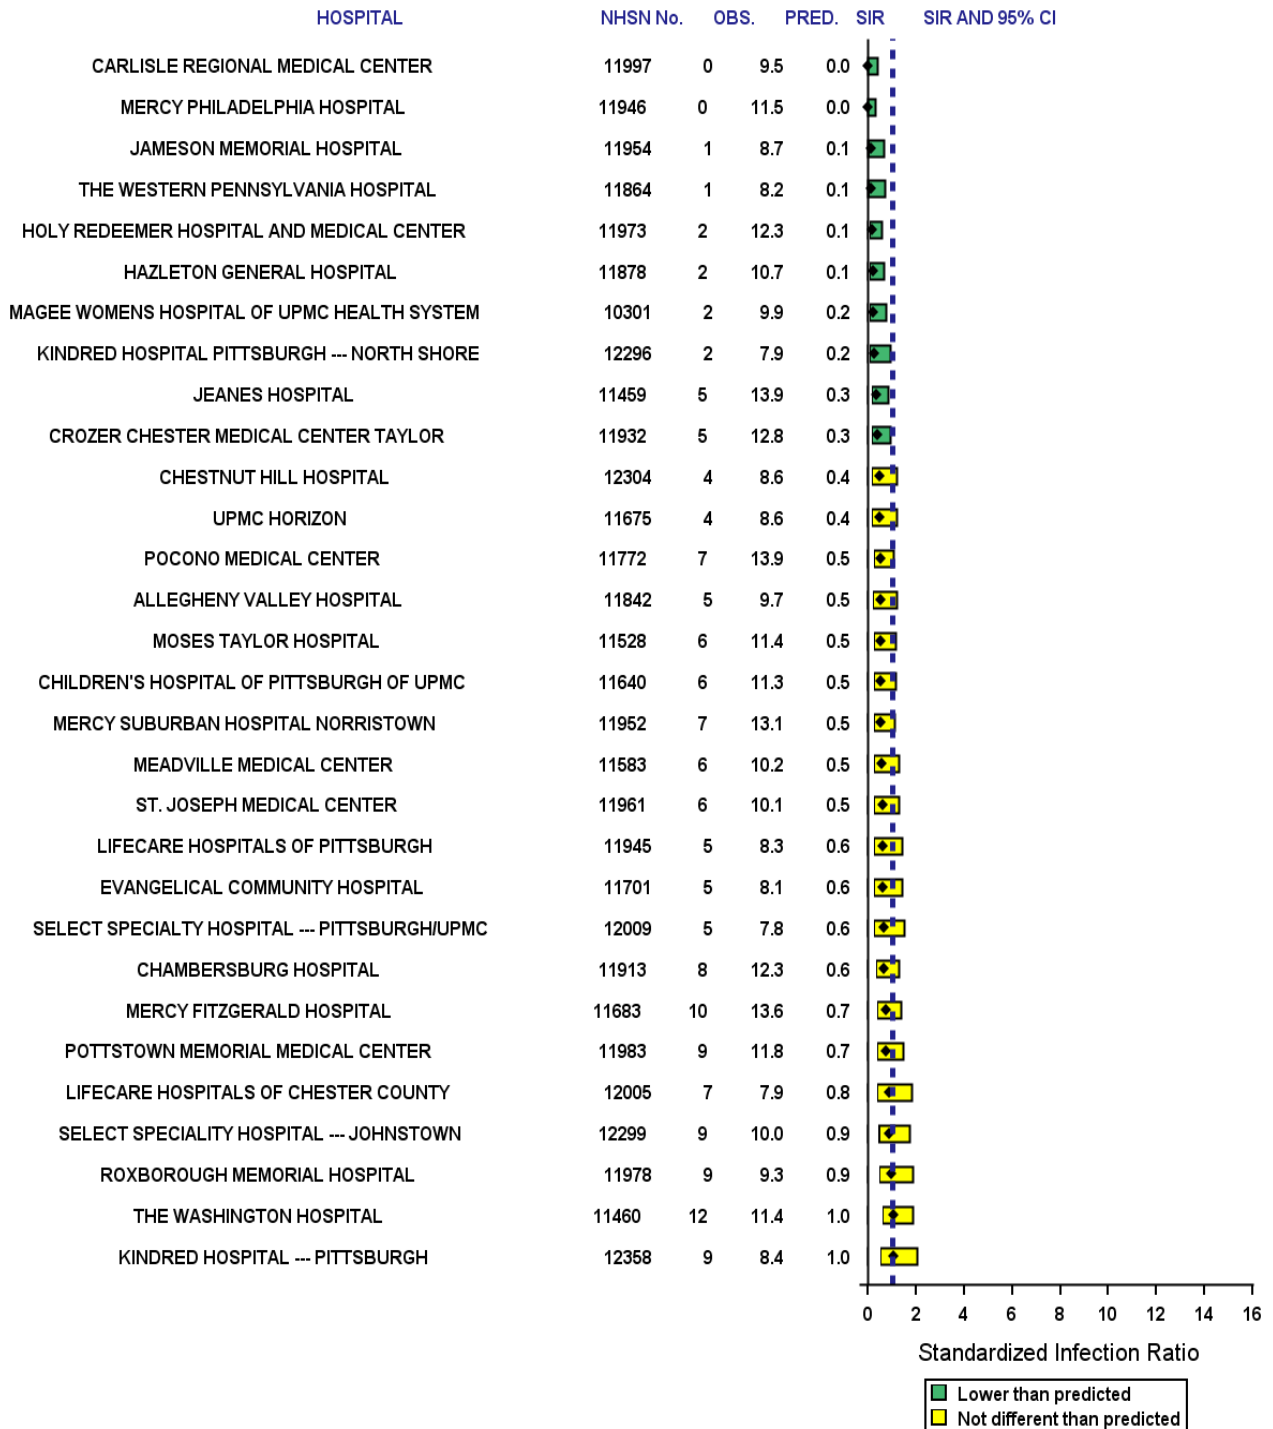 HOSPITAL NHSN No. OBS. PRED. SIR SIR AND 95% CI
CARLISLE REGIONAL MEDICAL CENTER 11997 0 9.5 0.0
MERCY PHILADELPHIA HOSPITAL 11946 0 11.5 0.0
JAMESON MEMORIAL HOSPITAL 11954 1 8.7 0.1
THE WESTERN PENNSYLVANIA HOSPITAL 11864 1 8.2 0.1
HOLY REDEEMER HOSPITAL AND MEDICAL CENTER 11973 2 12.3 0.1
HAZLETON GENERAL HOSPITAL 11878 2 10.7 0.1
MAGEE WOMENS HOSPITAL OF UPMC HEALTH SYSTEM 10301 2 9.9 0.2
KINDRED HOSPITAL PITTSBURGH --- NORTH SHORE 12296 2 7.9 0.2
JEANES HOSPITAL 11459 5 13.9 0.3
CROZER CHESTER MEDICAL CENTER TAYLOR 11932 5 12.8 0.3
CHESTNUT HILL HOSPITAL 12304 4 8.6 0.4
UPMC HORIZON 11675 4 8.6 0.4
POCONO MEDICAL CENTER 11772 7 13.9 0.5
ALLEGHENY VALLEY HOSPITAL 11842 5 9.7 0.5
MOSES TAYLOR HOSPITAL 11528 6 11.4 0.5
CHILDREN'S HOSPITAL OF PITTSBURGH OF UPMC 11640 6 11.3 0.5
MERCY SUBURBAN HOSPITAL NORRISTOWN 11952 7 13.1 0.5
MEADVILLE MEDICAL CENTER 11583 6 10.2 0.5
ST. JOSEPH MEDICAL CENTER 11961 6 10.1 0.5
LIFECARE HOSPITALS OF PITTSBURGH 11945 5 8.3 0.6
EVANGELICAL COMMUNITY HOSPITAL 11701 5 8.1 0.6
SELECT SPECIALTY HOSPITAL --- PITTSBURGH/UPMC 12009 5 7.8 0.6
CHAMBERSBURG HOSPITAL 11913 8 12.3 0.6
MERCY FITZGERALD HOSPITAL 11683 10 13.6 0.7
POTTSTOWN MEMORIAL MEDICAL CENTER 11983 9 11.8 0.7
LIFECARE HOSPITALS OF CHESTER COUNTY 12005 7 7.9 0.8
SELECT SPECIALITY HOSPITAL --- JOHNSTOWN 12299 9 10.0 0.9
ROXBOROUGH MEMORIAL HOSPITAL 11978 9 9.3 0.9
THE WASHINGTON HOSPITAL 11460 12 11.4 1.0
KINDRED HOSPITAL --- PITTSBURGH 12358 9 8.4 1.0
0 2 4 6 8 10 12 14 16
Standardized Infection Ratio
Lower than predicted
Not different than predicted